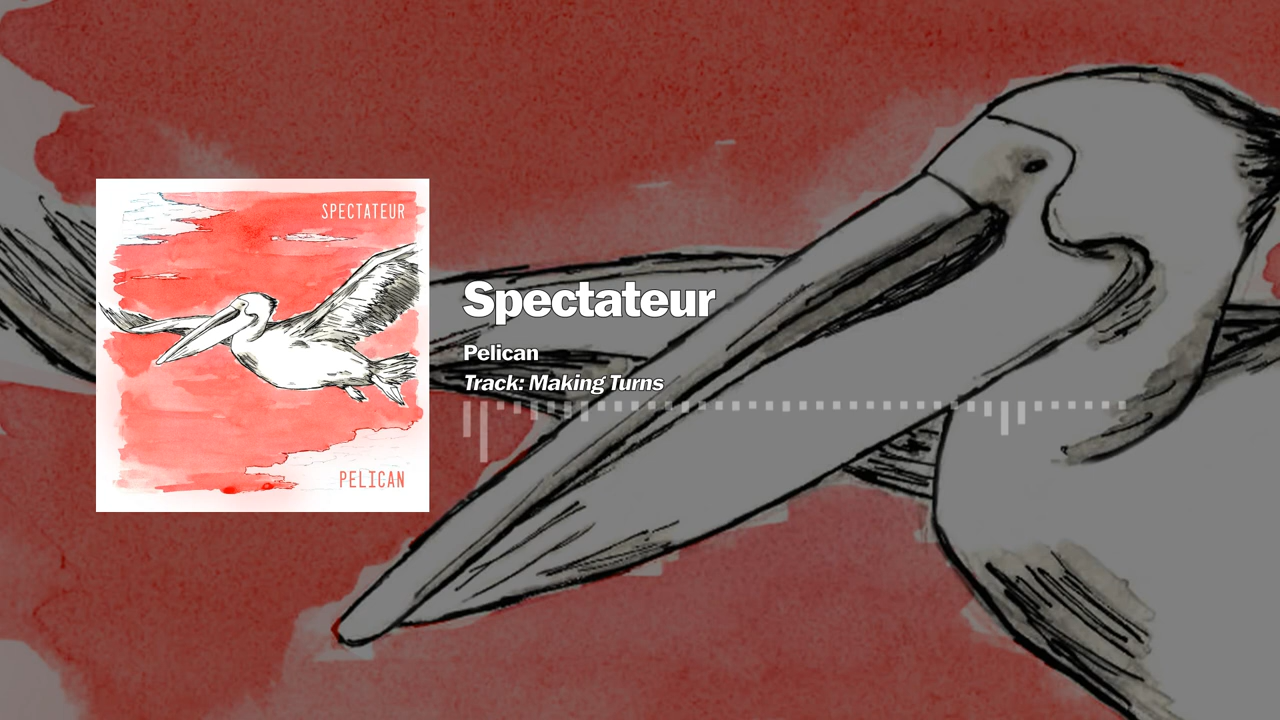 SPECTATEUR
PELICAN
Spectateur
Pelican
Track: Making Turns